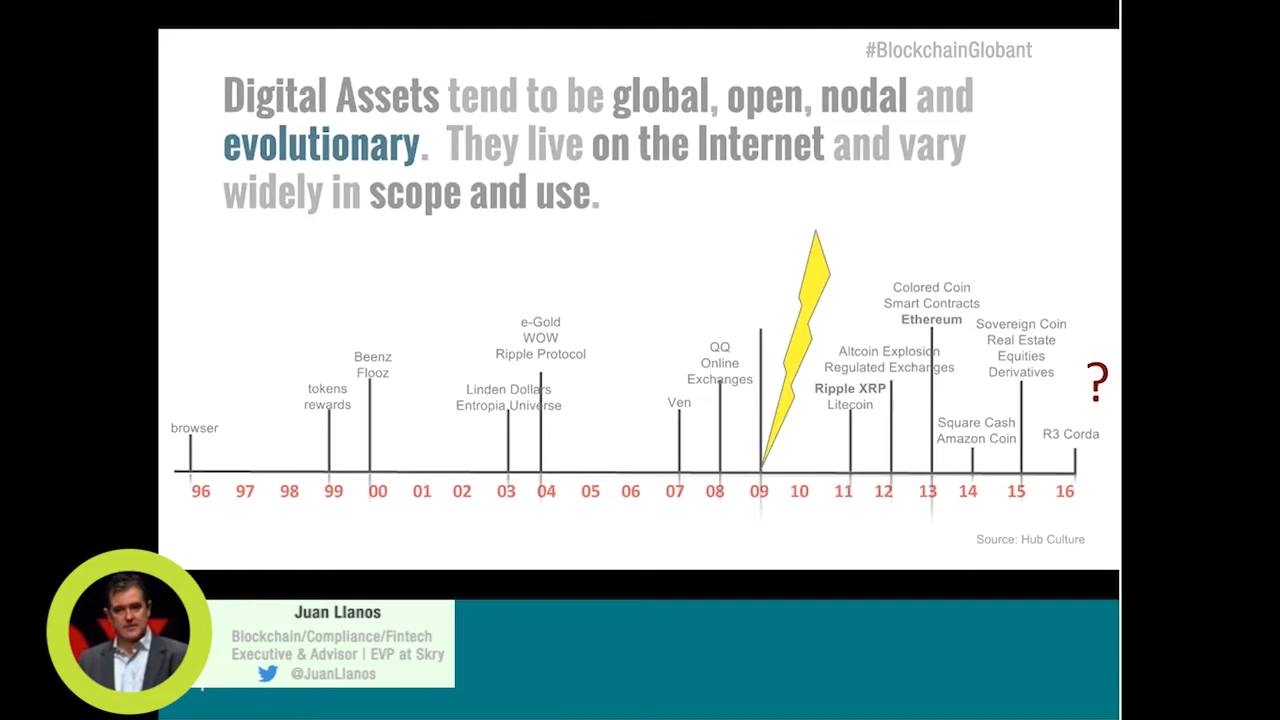 #BlockchainGlobant
Digital Assets tend to be global, open, nodal and
evolutionary. They live on the Internet and vary
widely in scope and use.
browser
tokens
rewards
Beenz
Flooz
Linden Dollars
Entropia Universe
e-Gold
WOW
Ripple Protocol
Ven
QQ
Online
Exchanges
Ripple XRP
Litecoin
Altcoin Explosion
Regulated Exchanges
Colored Coin
Smart Contracts
Ethereum
Square Cash
Amazon Coin
Sovereign Coin
Real Estate
Equities
Derivatives
R3 Corda
?
96 97 98 99 00 01 02 03 04 05 06 07 08 09 10 11 12 13 14 15 16
Source: Hub Culture
Juan Llanos
Blockchain/Compliance/Fintech
Executive & Advisor | EVP at Skry
@JuanLlanos